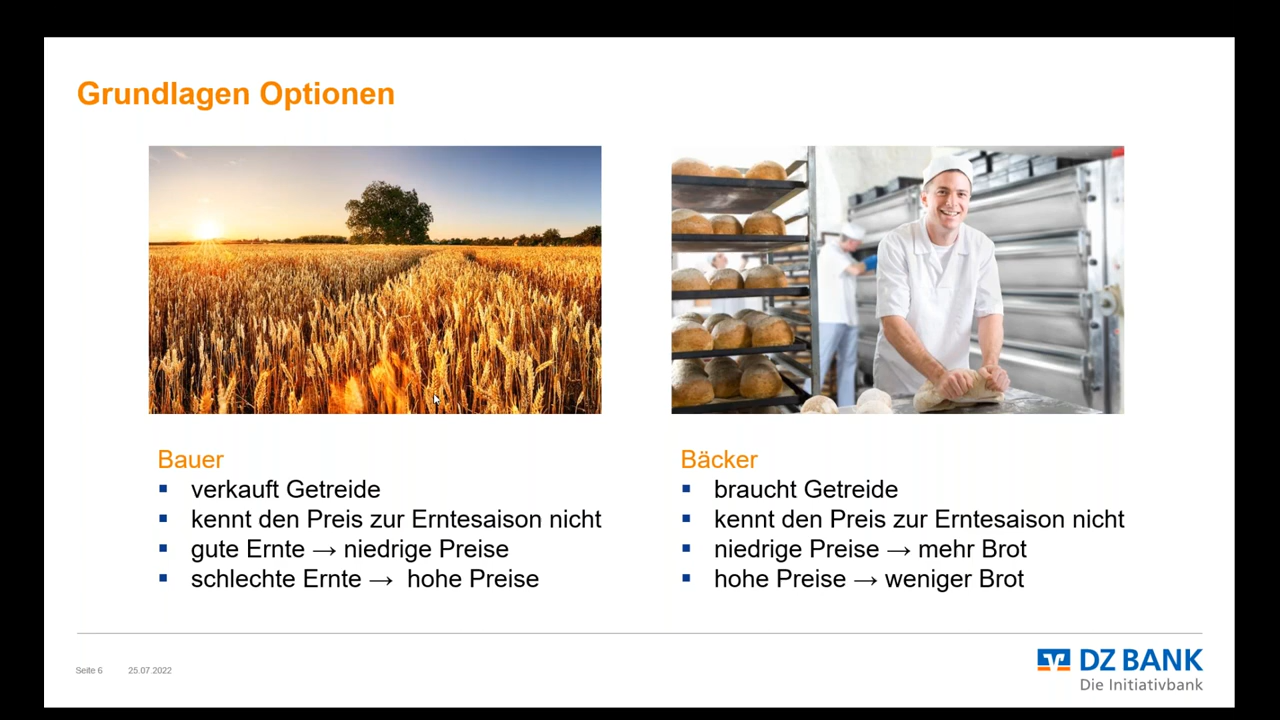 Grundlagen Optionen
Bauer
▪ verkauft Getreide
▪ kennt den Preis zur Erntesaison nicht
▪ gute Ernte → niedrige Preise
▪ schlechte Ernte → hohe Preise
Bäcker
▪ braucht Getreide
▪ kennt den Preis zur Erntesaison nicht
▪ niedrige Preise → mehr Brot
▪ hohe Preise → weniger Brot
Seite 6 25.07.2022
DZ BANK
Die Initiativbank